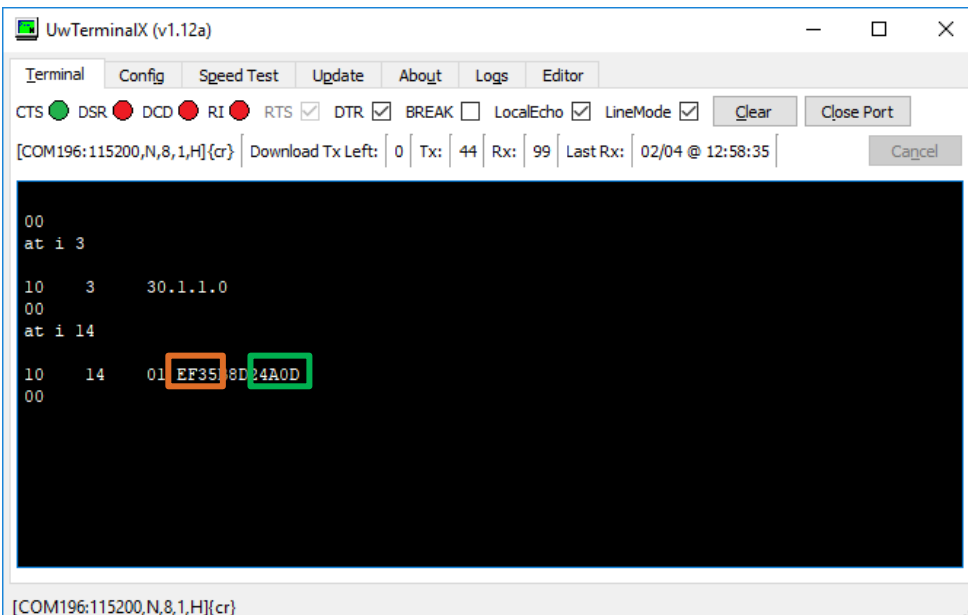 UwTerminalX (v1.12a)
Terminal Config Speed Test Update About Logs Editor
CTS DSR DCD RI RTS DTR BREAK LocalEcho LineMode Clear Close Port
[COM196:115200,N,8,1,H]{cr} Download Tx Left: 0 Tx: 44 Rx: 99 Last Rx: 02/04 @ 12:58:35 Cancel
00
at i 3
10 3 30.1.1.0
00
at i 14
10 14 01 EF35 8D24A0D
00
[COM196:115200,N,8,1,H]{cr}